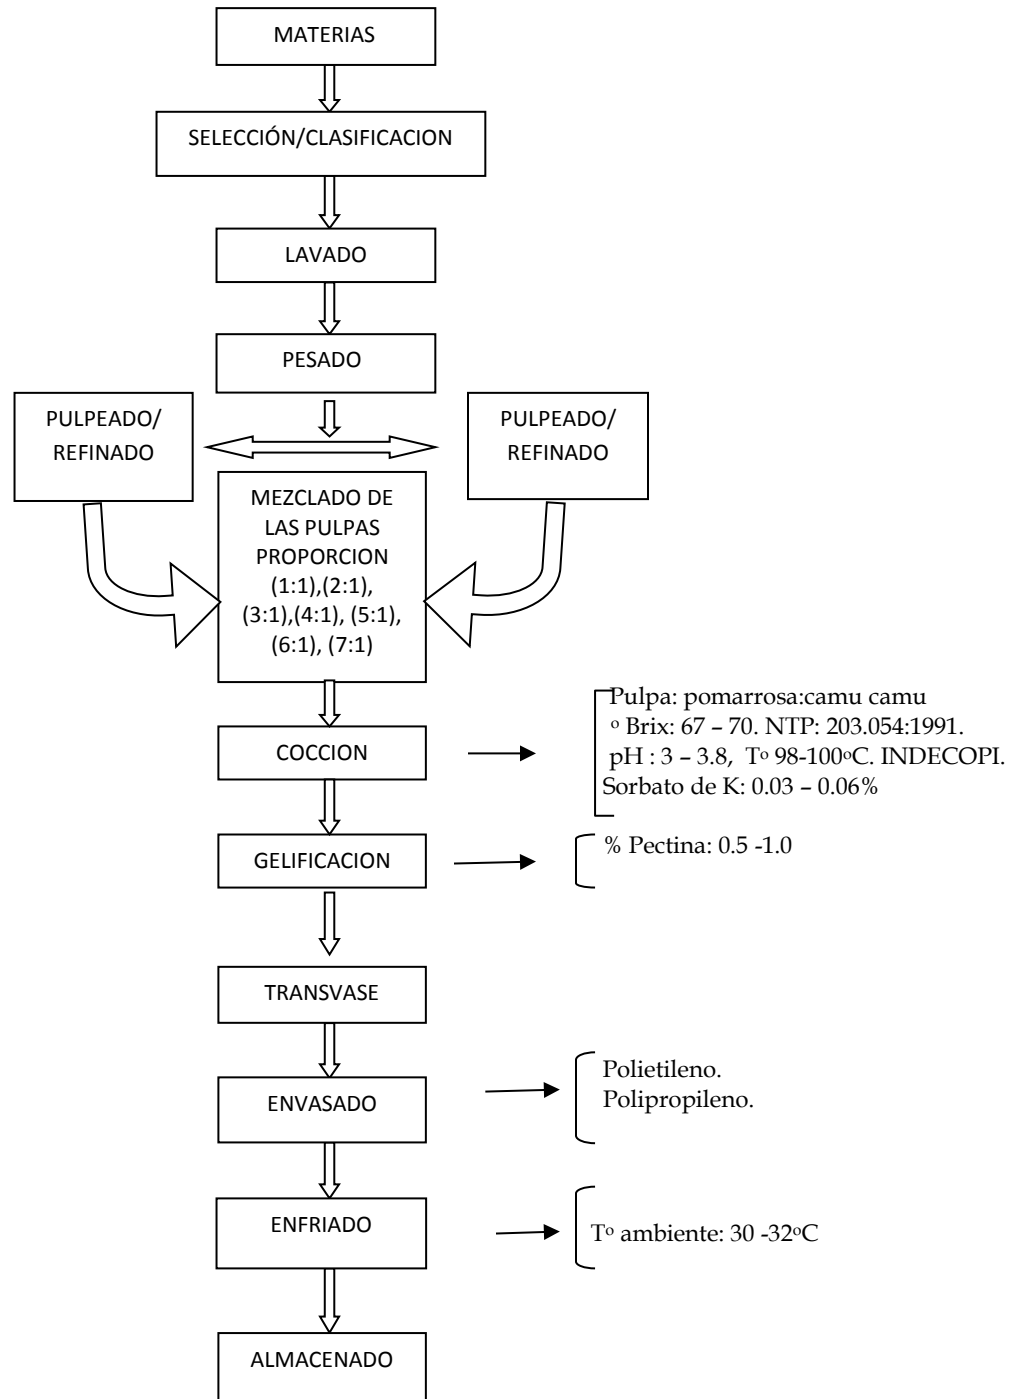 MATERIAS
SELECCIÓN/CLASIFICACION
LAVADO
PESADO
PULPEADO/
REFINADO
PULPEADO/
REFINADO
MEZCLADO DE
LAS PULPAS
PROPORCION
(1:1),(2:1),
(3:1),(4:1), (5:1),
(6:1), (7:1)
COCCION
Pulpa: pomarrosa:camu camu
º Brix: 67 – 70. NTP: 203.054:1991.
pH : 3 – 3.8, Tº 98-100ºC. INDECOPI.
Sorbato de K: 0.03 – 0.06%
GELIFICACION
% Pectina: 0.5 -1.0
TRANSVASE
ENVASADO
Polietileno.
Polipropileno.
ENFRIADO
Tº ambiente: 30 -32ºC
ALMACENADO